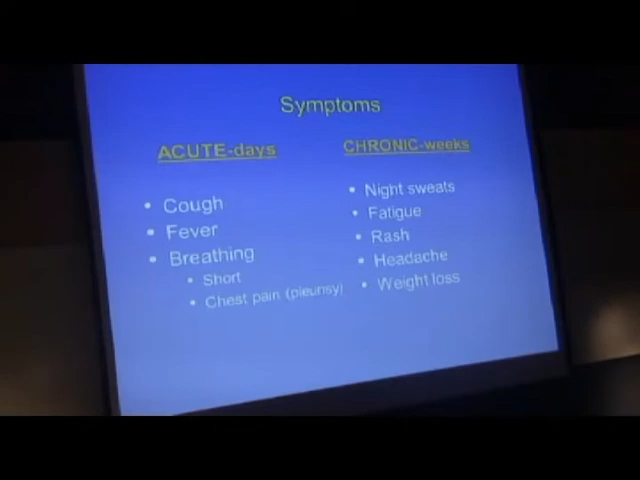 Symptoms
ACUTE-days
• Cough
• Fever
• Breathing
• Short
• Chest pain (pleurisy)
CHRONIC-weeks
• Night sweats
• Fatigue
• Rash
• Headache
• Weight loss